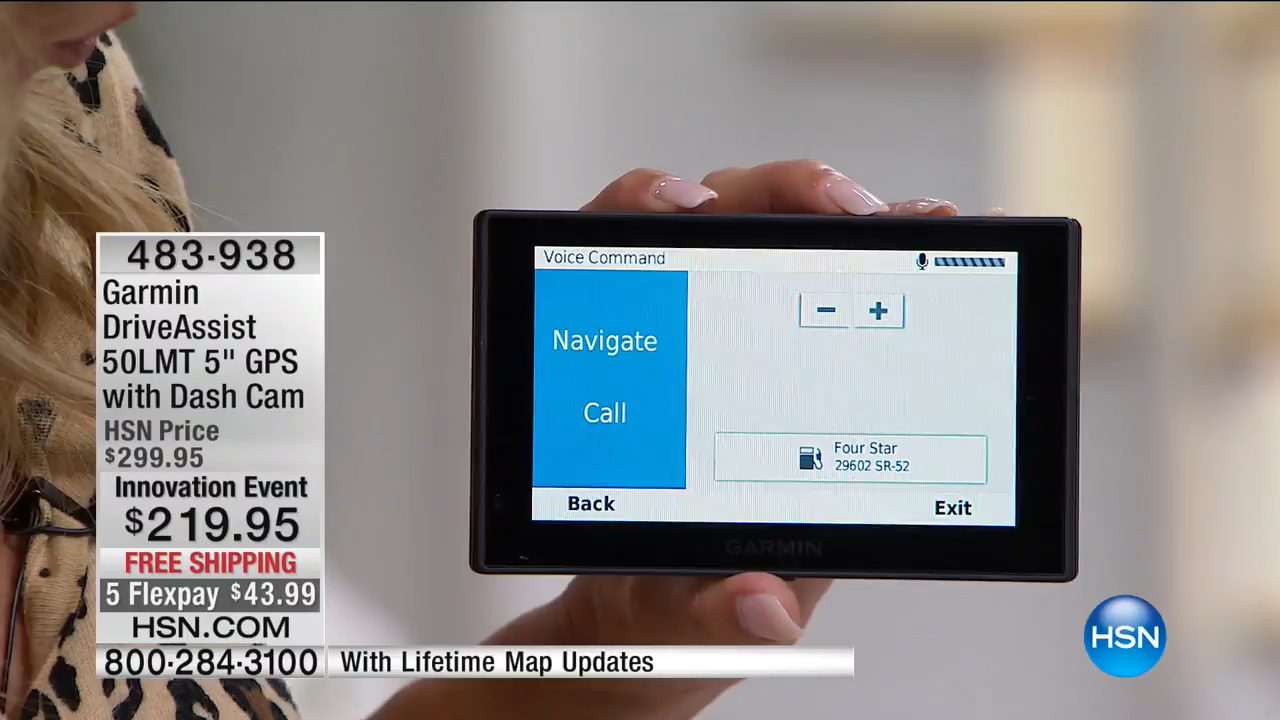 483-938
Garmin
DriveAssist
50LMT 5" GPS
with Dash Cam
HSN Price
$299.95
Innovation Event
$219.95
FREE SHIPPING
5 Flexpay $43.99
HSN.COM
800-284-3100
With Lifetime Map Updates
Voice Command
Navigate
Call
Four Star
29602 SR-52
Back
Exit
GARMIN
HSN